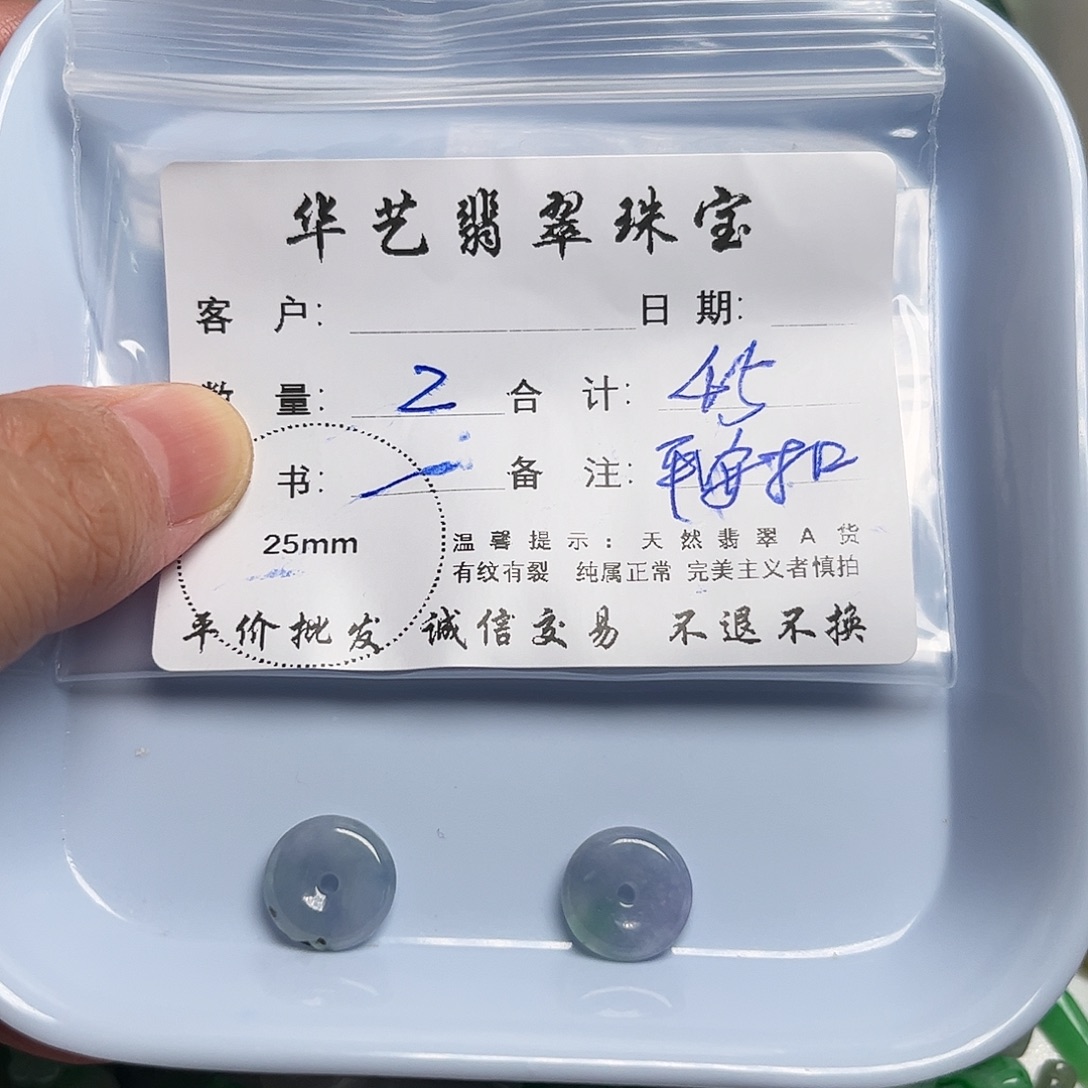 华艺翡翠珠宝
客 户: 日 期:
数 量: 2 合 计: 45
书: 备 注: 平安扣
25mm
温馨提示:天然翡翠A货
有纹有裂 纯属正常 完美主义者慎拍
平价批发 诚信交易 不退不换